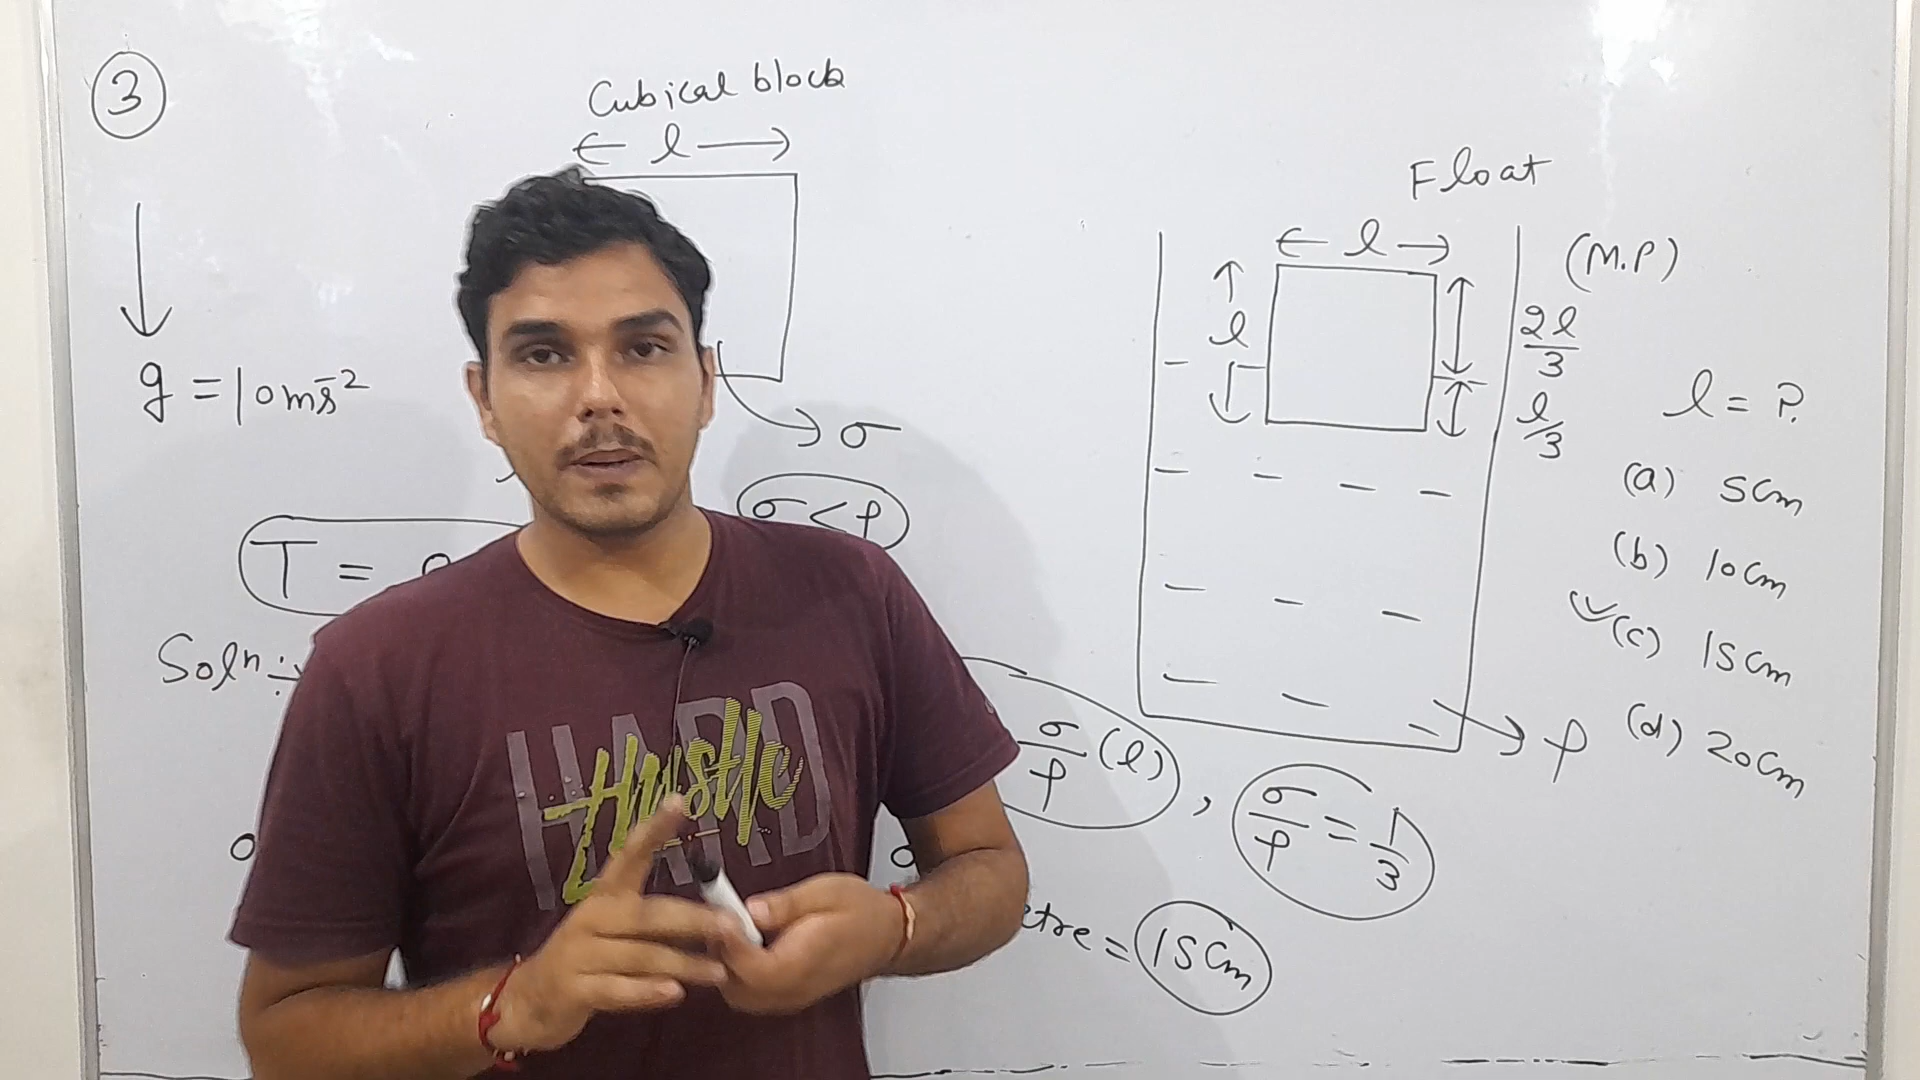 3
Cubical block
← l →
g = 10 ms⁻²
σ
σ < ρ
T =
Solⁿ :-
Float
← l →
(M.P)
l
2l/3
l/3
l = ?
(a) 5cm
(b) 10cm
(c) 15cm
(d) 20cm
ρ
σ/ρ (l) , σ/ρ = 1/3
etre = 15cm
HARD
Hustle